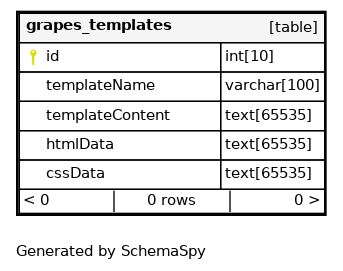 grapes_templates [table]
id int[10]
templateName varchar[100]
templateContent text[65535]
htmlData text[65535]
cssData text[65535]
< 0 0 rows 0 >
Generated by SchemaSpy